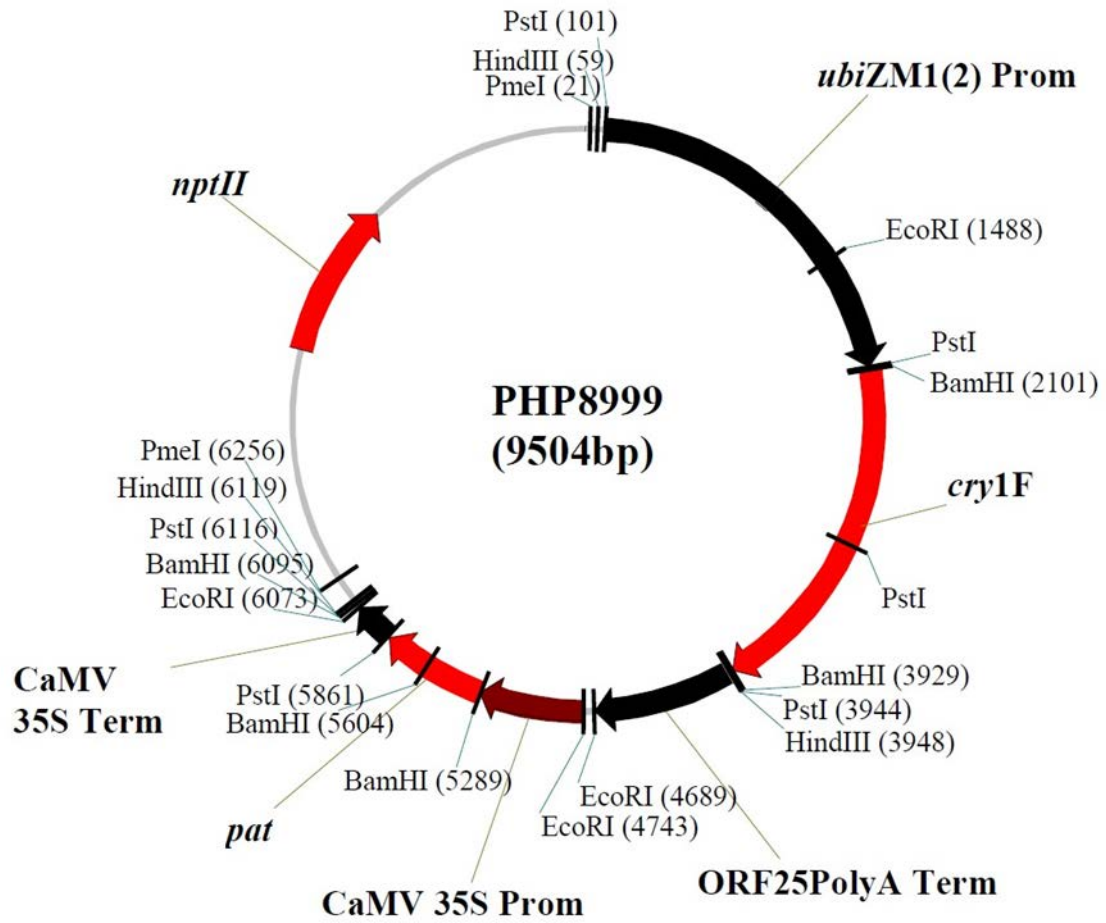 PstI (101)
HindIII (59)
PmeI (21)
ubiZM1(2) Prom
nptII
EcoRI (1488)
PstI
BamHI (2101)
PHP8999
(9504bp)
cry1F
PstI
PmeI (6256)
HindIII (6119)
PstI (6116)
BamHI (6095)
EcoRI (6073)
CaMV
35S Term
PstI (5861)
BamHI (5604)
BamHI (5289)
pat
BamHI (3929)
PstI (3944)
HindIII (3948)
EcoRI (4689)
EcoRI (4743)
ORF25PolyA Term
CaMV 35S Prom